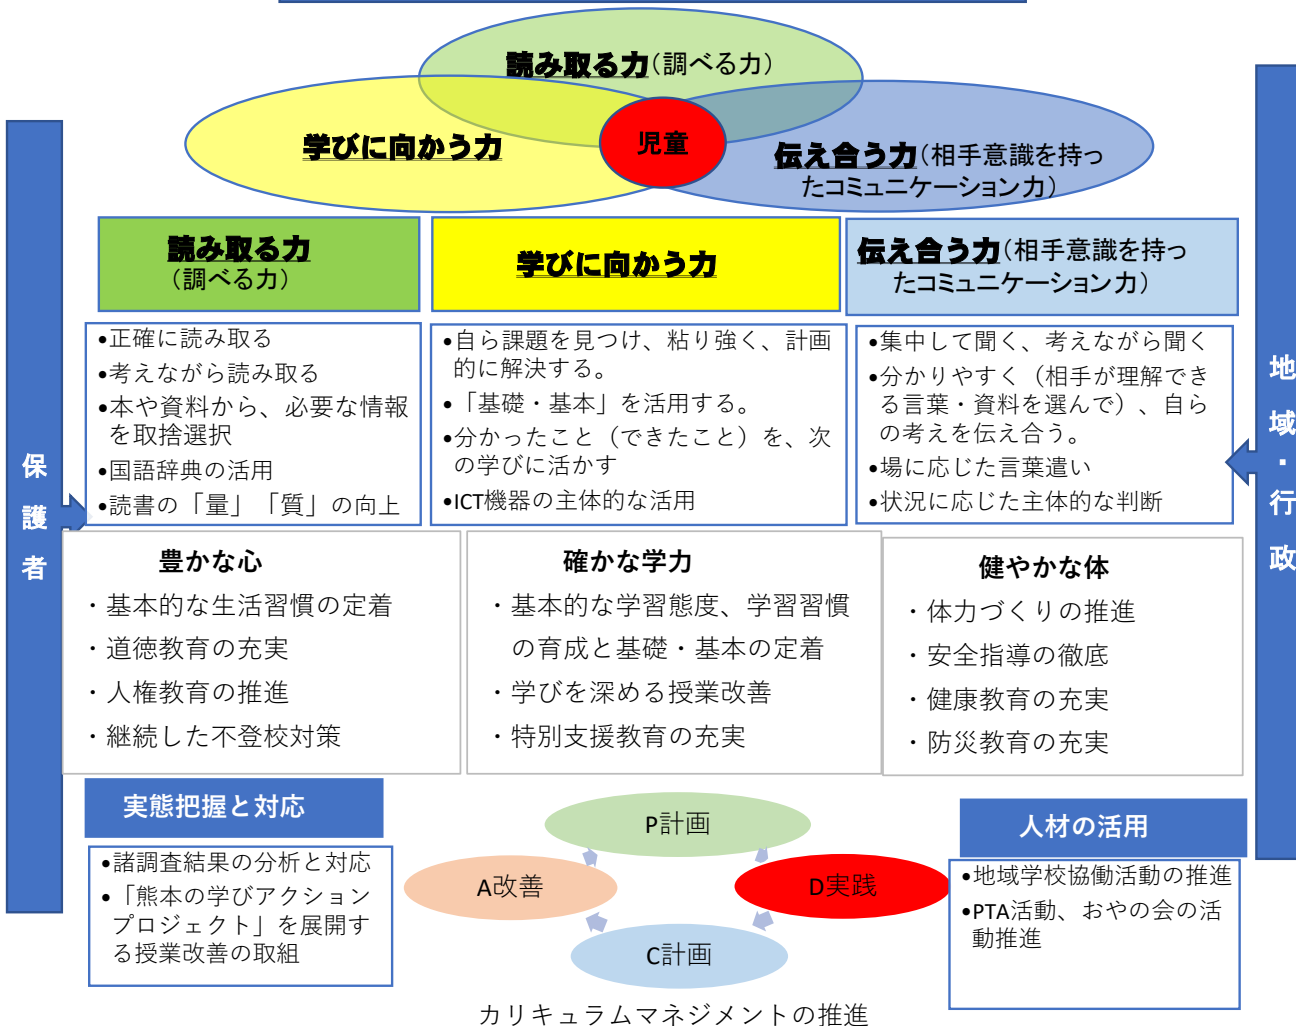 読み取る力(調べる力)
学びに向かう力
児童
伝え合う力(相手意識を持っ
たコミュニケーション力)
保護者
地域・行政
読み取る力
(調べる力)
学びに向かう力
伝え合う力(相手意識を持っ
たコミュニケーション力)
•正確に読み取る
•考えながら読み取る
•本や資料から、必要な情報
を取捨選択
•国語辞典の活用
•読書の「量」「質」の向上
•自ら課題を見つけ、粘り強く、計画
的に解決する。
•「基礎・基本」を活用する。
•分かったこと（できたこと）を、次
の学びに活かす
•ICT機器の主体的な活用
•集中して聞く、考えながら聞く
•分かりやすく（相手が理解でき
る言葉・資料を選んで）、自ら
の考えを伝え合う。
•場に応じた言葉遣い
•状況に応じた主体的な判断
豊かな心
・基本的な生活習慣の定着
・道徳教育の充実
・人権教育の推進
・継続した不登校対策
確かな学力
・基本的な学習態度、学習習慣
の育成と基礎・基本の定着
・学びを深める授業改善
・特別支援教育の充実
健やかな体
・体力づくりの推進
・安全指導の徹底
・健康教育の充実
・防災教育の充実
実態把握と対応
•諸調査結果の分析と対応
•「熊本の学びアクション
プロジェクト」を展開す
る授業改善の取組
P計画
A改善
D実践
C計画
カリキュラムマネジメントの推進
人材の活用
•地域学校協働活動の推進
•PTA活動、おやの会の活
動推進